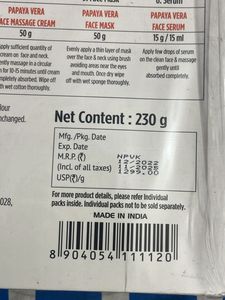 6. Serum
PAPAYA VERA
FACE MASSAGE CREAM
50 g
PAPAYA VERA
FACE MASK
50 g
PAPAYA VERA
FACE SERUM
15 g / 15 ml
Apply sufficient quantity of
cream on face and neck.
Gently massage in a circular
for 10-15 minutes until cream
completely absorbed. Wipe off
with wet cotton thoroughly.
Evenly apply a thin layer of mask
over the face & neck using brush
avoiding areas near the eyes
and mouth. Once dry wipe
off with wet sponge thoroughly.
Apply few drops of serum
on the clean face & massage
gently until
absorbed completely.
lour
nchanged.
028,
Net Content : 230 g
Mfg. /Pkg. Date
Exp. Date
M.R.P. (₹)
(Incl. of all taxes)
USP(₹)/g
NPVK
12/2022
11/2025
1299.00
For more product details, please refer Individual
packs inside. Individual packs not to be sold separately.
MADE IN INDIA
8 904054 111120